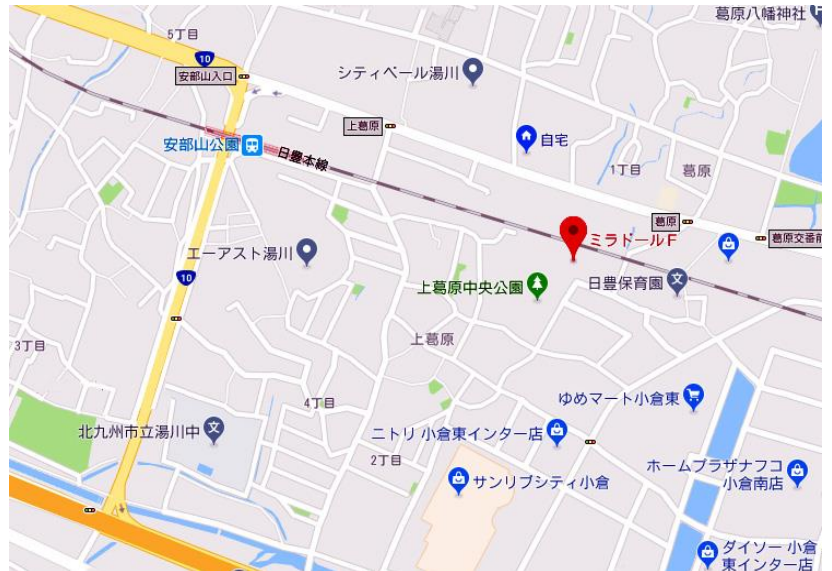 葛原八幡神社
5丁目
10
安部山入口
シティベール湯川
上葛原
自宅
安部山公園
日豊本線
1丁目
葛原
葛原
葛原交番前
ミラドールF
エーアスト湯川
10
上葛原中央公園
日豊保育園
上葛原
3丁目
ゆめマート小倉東
4丁目
北九州市立湯川中
ニトリ 小倉東インター店
2丁目
サンリブシティ小倉
ホームプラザナフコ
小倉南店
ダイソー 小倉
東インター店